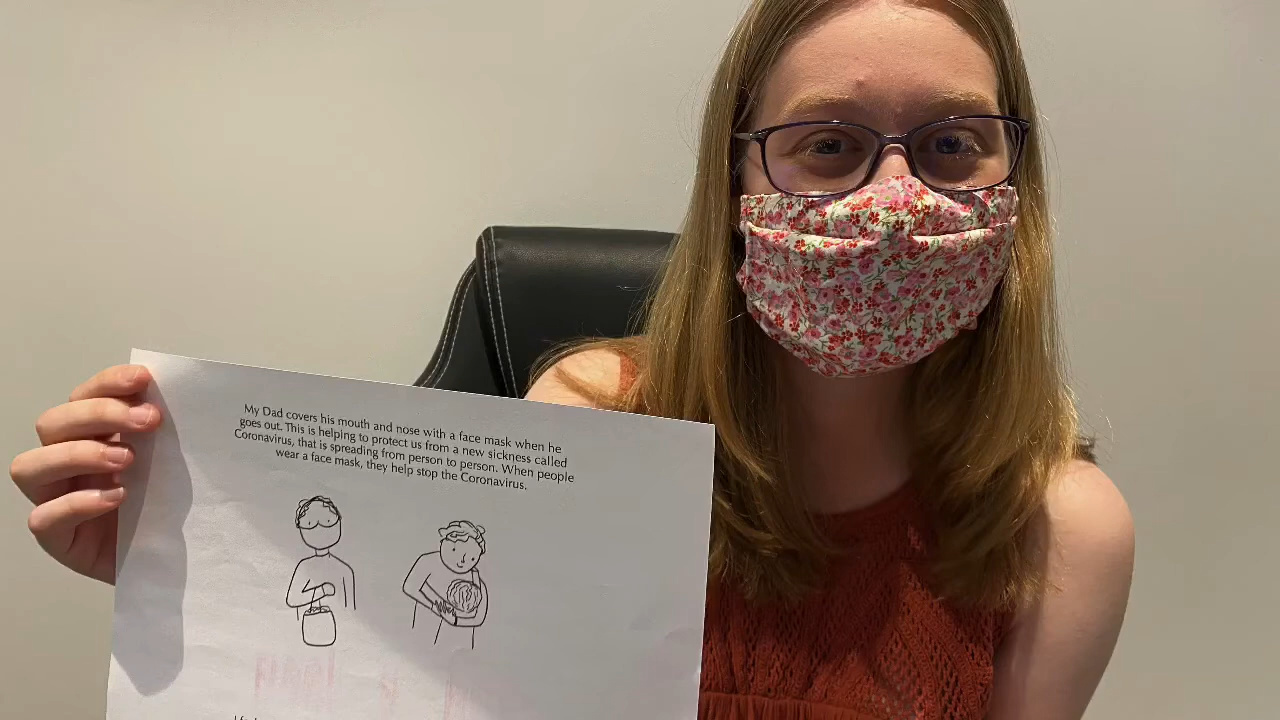 My Dad covers his mouth and nose with a face mask when he
goes out. This is helping to protect us from a new sickness called
Coronavirus, that is spreading from person to person. When people
wear a face mask, they help stop the Coronavirus.